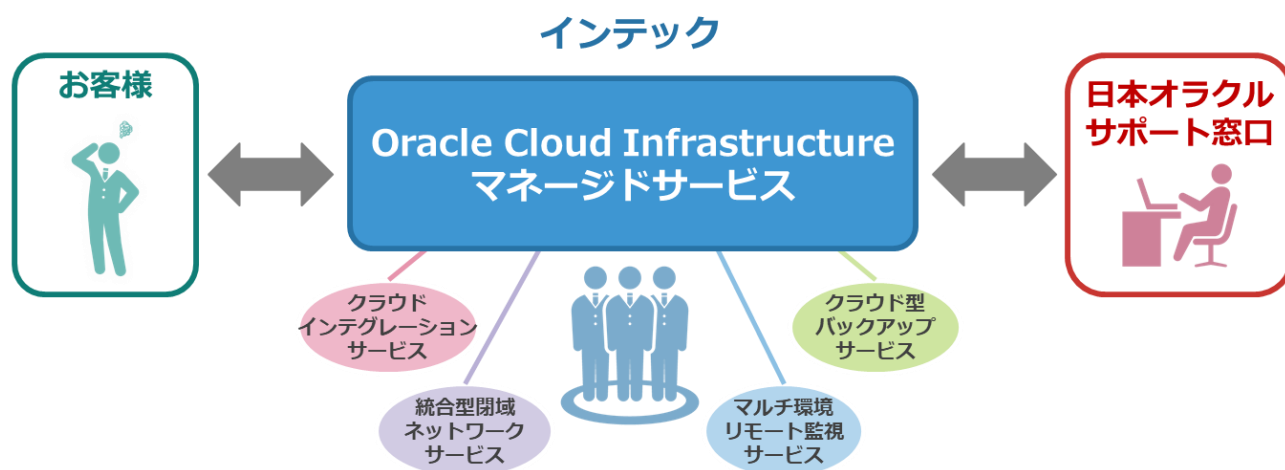 インテック
お客様
Oracle Cloud Infrastructure
マネージドサービス
日本オラクル
サポート窓口
クラウド
インテグレーション
サービス
統合型閉域
ネットワーク
サービス
マルチ環境
リモート監視
サービス
クラウド型
バックアップ
サービス